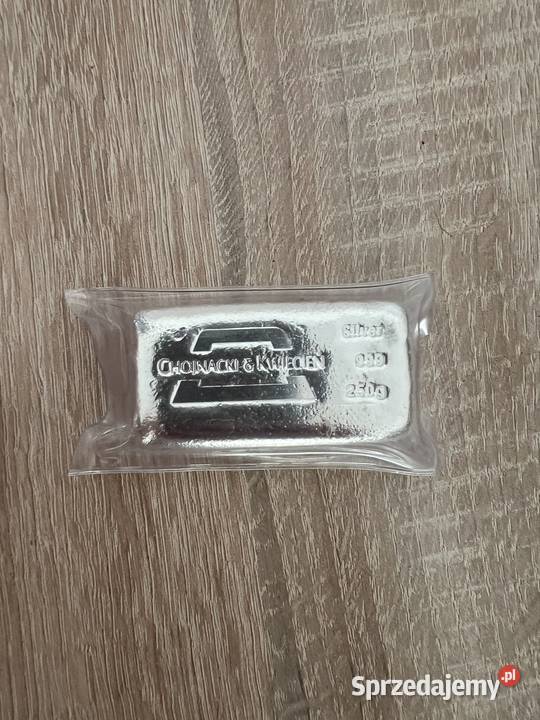 CHOJNACKI & KWIECIEŃ
Silver
999
250g
Sprzedajemy.pl